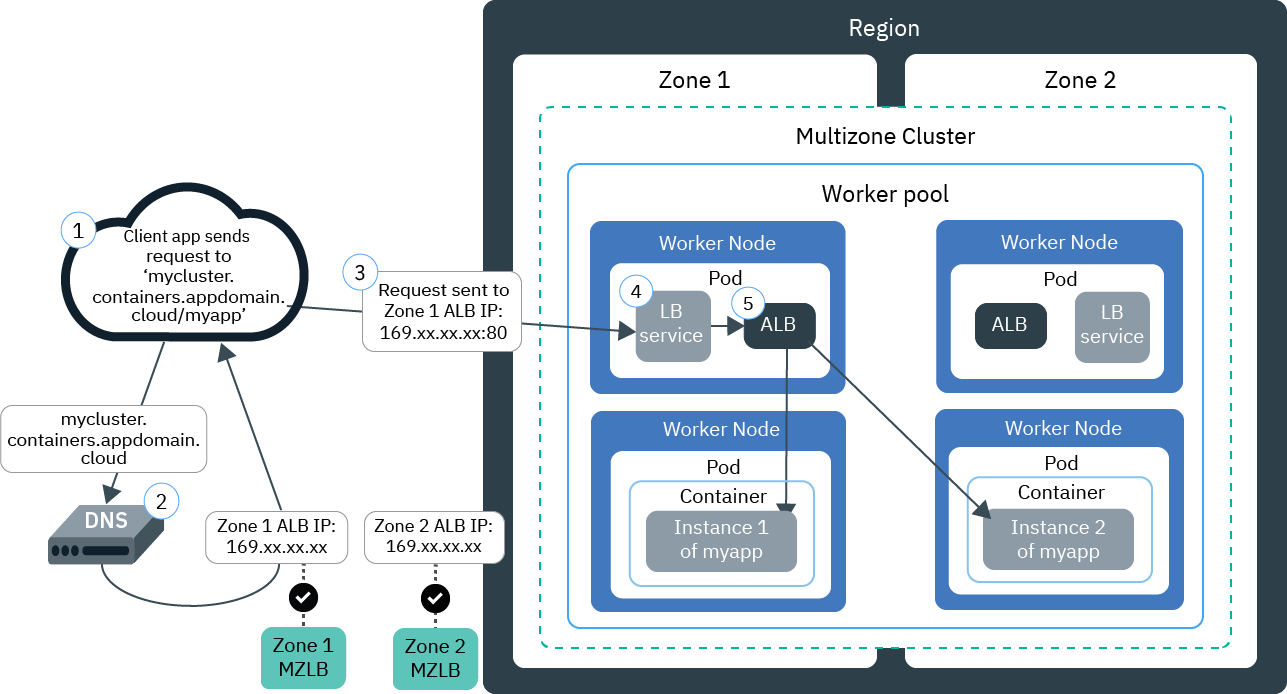 Region
Zone 1
Zone 2
Multizone Cluster
Worker pool
1
Client app sends
request to
‘mycluster.
containers.appdomain.
cloud/myapp’
3
Request sent to
Zone 1 ALB IP:
169.xx.xx.xx:80
Worker Node
Pod
4
LB
service
5
ALB
Worker Node
Pod
ALB
LB
service
mycluster.
containers.appdomain.
cloud
2
DNS
Zone 1 ALB IP:
169.xx.xx.xx
Zone 2 ALB IP:
169.xx.xx.xx
Zone 1
MZLB
Zone 2
MZLB
Worker Node
Pod
Container
Instance 1
of myapp
Worker Node
Pod
Container
Instance 2
of myapp